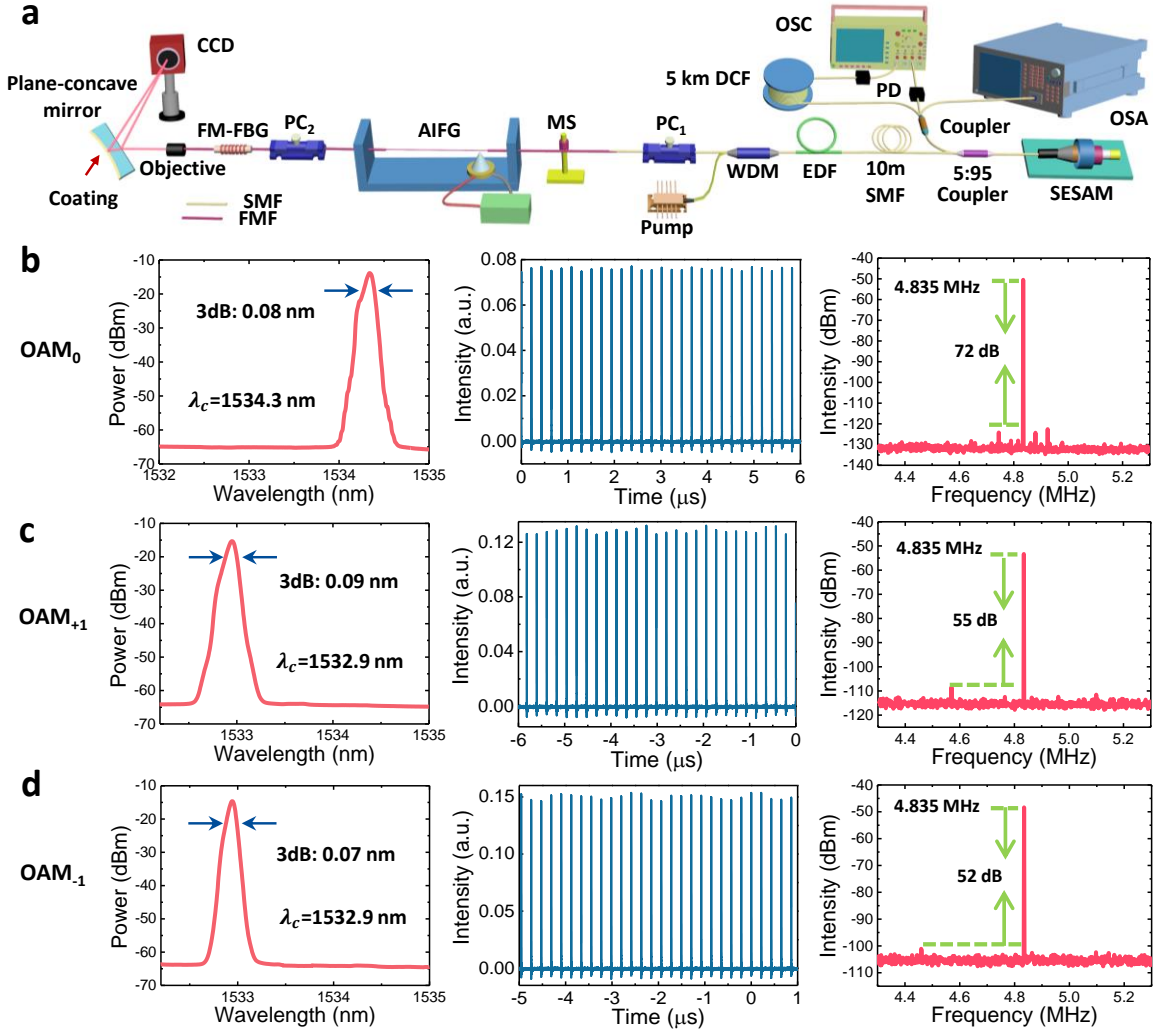 a
CCD
Plane-concave
mirror
FM-FBG
PC2
AIFG
MS
PC1
OSC
5 km DCF
PD
Coupler
OSA
Objective
Coating
WDM
EDF
10m
SMF
5:95
Coupler
SESAM
Pump
SMF
FMF
b
OAM0
-10
-20
-30
-40
-50
-60
-70
Power (dBm)
3dB: 0.08 nm
λc=1534.3 nm
1532 1533 1534 1535
Wavelength (nm)
0.08
0.06
0.04
0.02
0.00
Intensity (a.u.)
0 1 2 3 4 5 6
Time (μs)
-40
-50
-60
-70
-80
-90
-100
-110
-120
-130
-140
Intensity (dBm)
4.835 MHz
72 dB
4.4 4.6 4.8 5.0 5.2
Frequency (MHz)
c
OAM+1
-10
-20
-30
-40
-50
-60
-70
Power (dBm)
3dB: 0.09 nm
λc=1532.9 nm
1533 1534 1535
Wavelength (nm)
0.12
0.08
0.04
0.00
Intensity (a.u.)
-6 -5 -4 -3 -2 -1 0
Time (μs)
-40
-50
-60
-70
-80
-90
-100
-110
-120
Intensity (dBm)
4.835 MHz
55 dB
4.4 4.6 4.8 5.0 5.2
Frequency (MHz)
d
OAM-1
-10
-20
-30
-40
-50
-60
-70
Power (dBm)
3dB: 0.07 nm
λc=1532.9 nm
1533 1534 1535
Wavelength (nm)
0.15
0.10
0.05
0.00
Intensity (a.u.)
-5 -4 -3 -2 -1 0 1
Time (μs)
-40
-50
-60
-70
-80
-90
-100
-110
Intensity (dBm)
4.835 MHz
52 dB
4.4 4.6 4.8 5.0 5.2
Frequency (MHz)